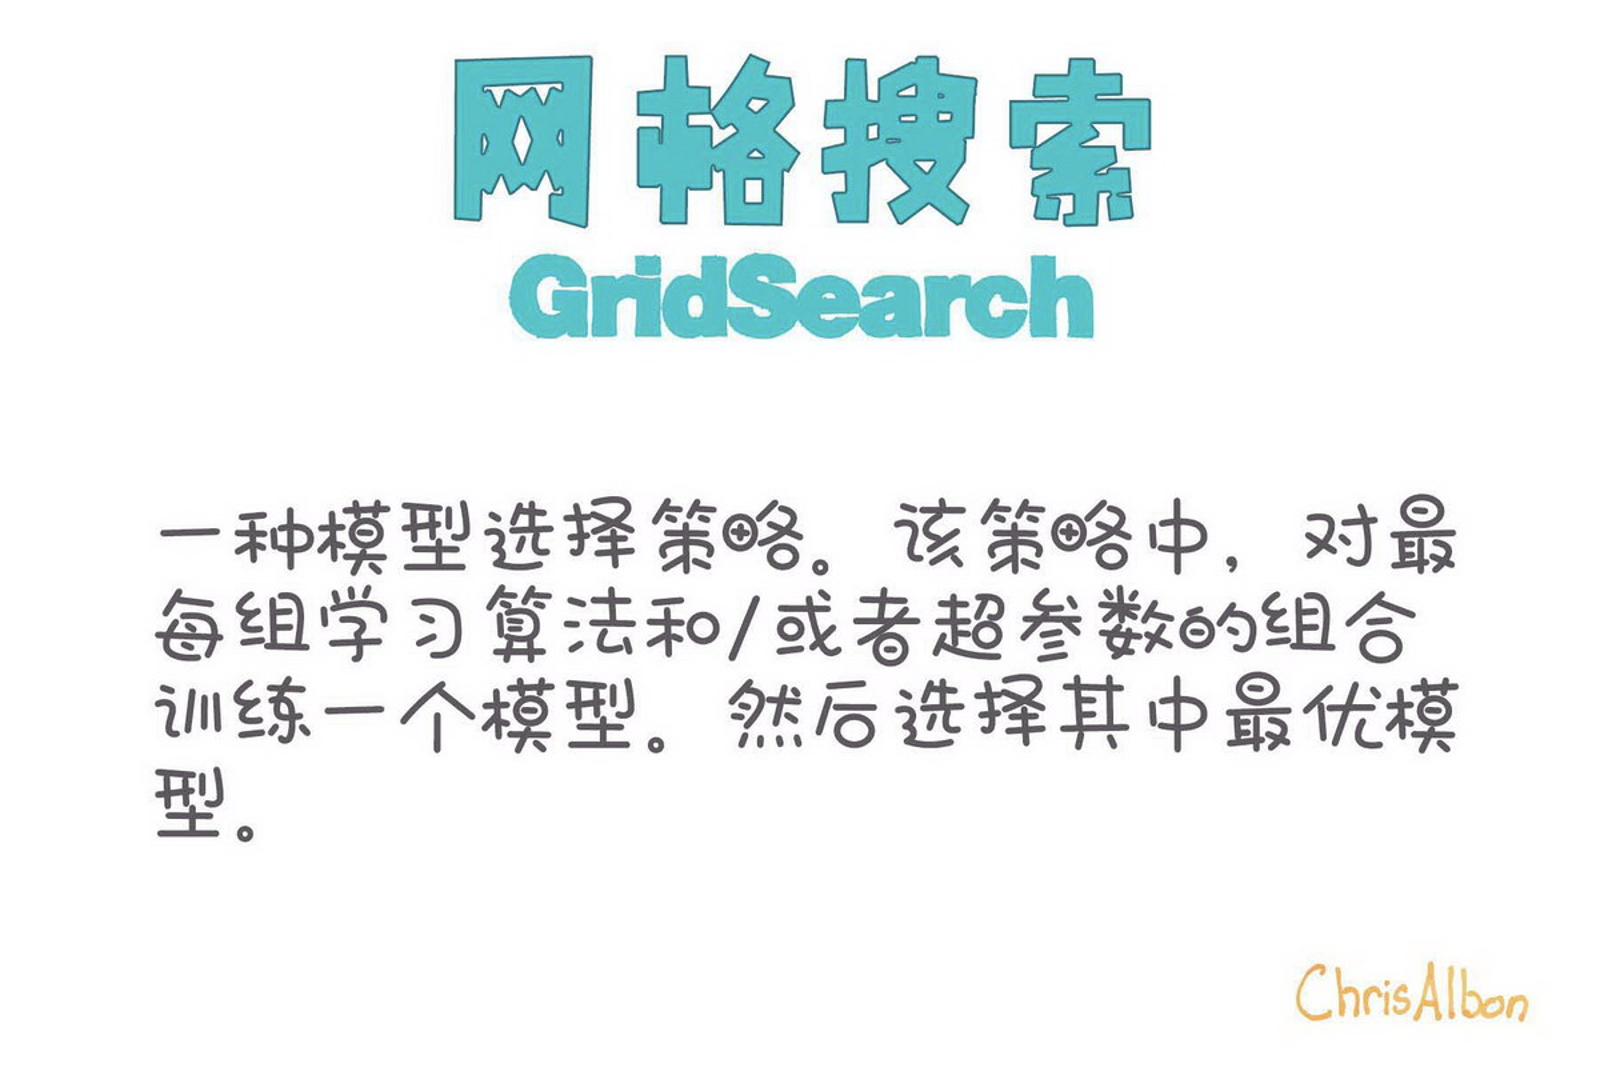 网格搜索
GridSearch
一种模型选择策略。该策略中，对最
每组学习算法和/或者超参数的组合
训练一个模型。然后选择其中最优模
型。
ChrisAlbon